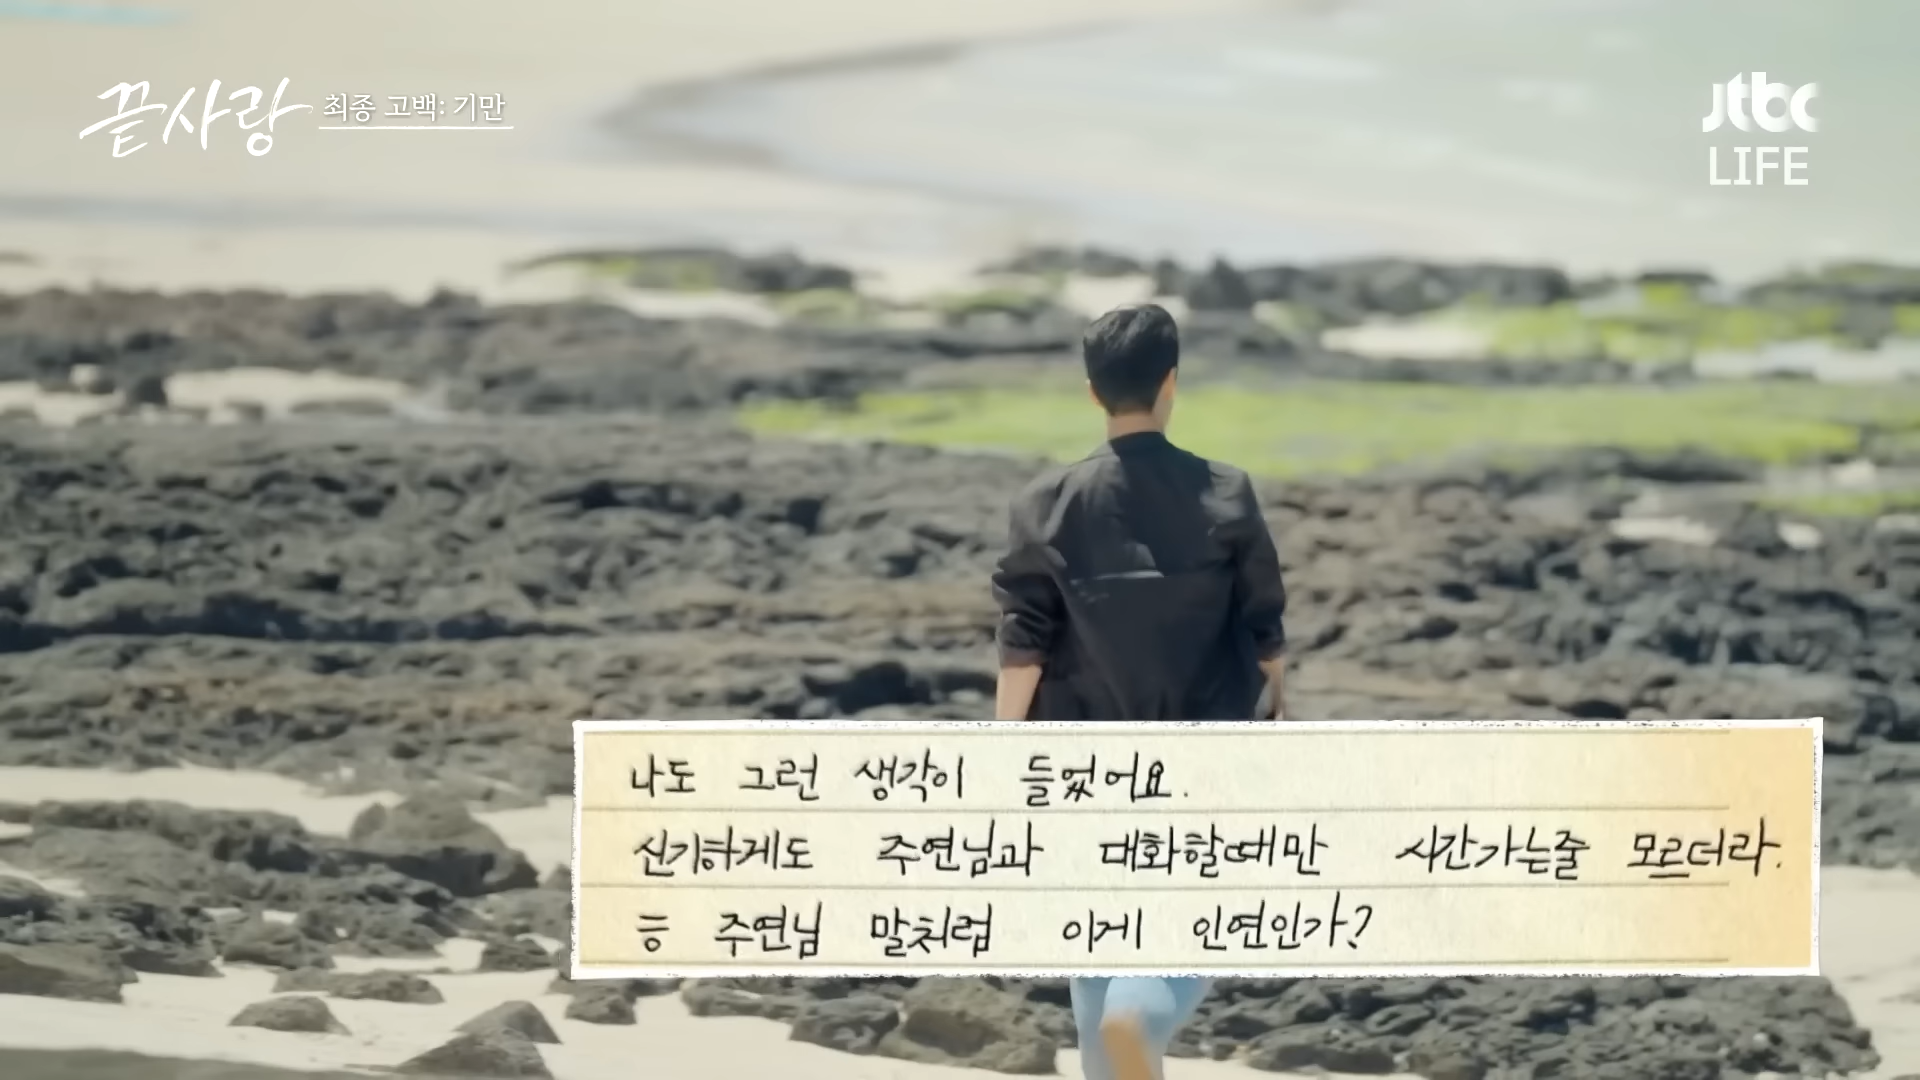 끝사랑 최종 고백: 기만
jtbc
LIFE
나도 그런 생각이 들었어요.
신기하게도 주연님과 대화할때만 시간가는줄 모르더라.
흥 주연님 말처럼 이게 인연인가?